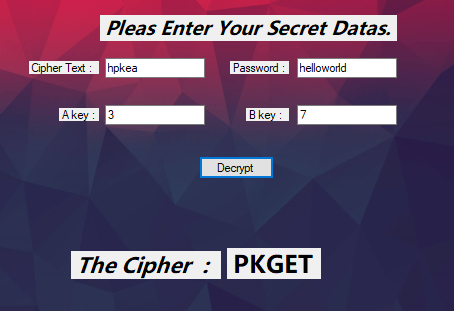 Pleas Enter Your Secret Datas.
Cipher Text : hpkea Password : helloworld
A key : 3 B key : 7
Decrypt
The Cipher : PKGET